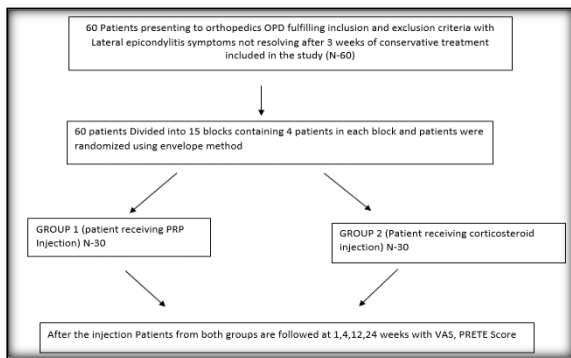 60 Patients presenting to orthopedics OPD fulfilling inclusion and exclusion criteria with
Lateral epicondylitis symptoms not resolving after 3 weeks of conservative treatment
included in the study (N-60)
60 patients Divided into 15 blocks containing 4 patients in each block and patients were
randomized using envelope method
GROUP 1 (patient receiving PRP
Injection) N-30
GROUP 2 (Patient receiving corticosteroid
injection) N-30
After the injection Patients from both groups are followed at 1,4,12,24 weeks with VAS, PRETE Score